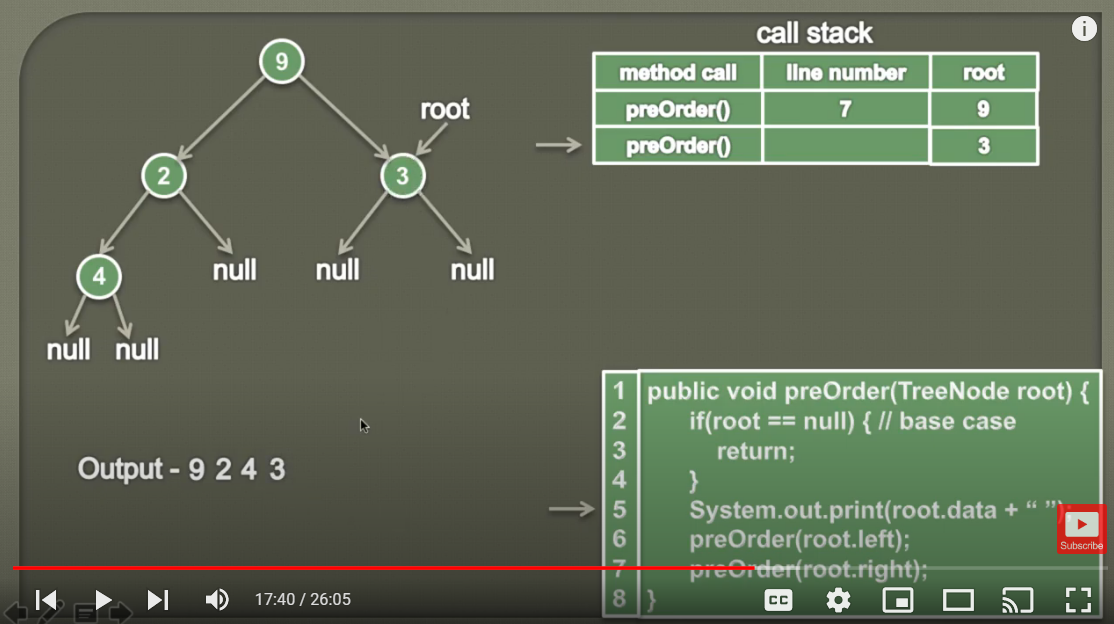 call stack
method call line number root
preOrder() 7 9
preOrder() 3
9
root
2 3
4 null null null
null null
Output - 9 2 4 3
1 public void preOrder(TreeNode root) {
2 if(root == null) { // base case
3 return;
4 }
5 System.out.print(root.data + “ ”);
6 preOrder(root.left);
7 preOrder(root.right);
8 }
Subscribe
17:40 / 26:05
CC
i